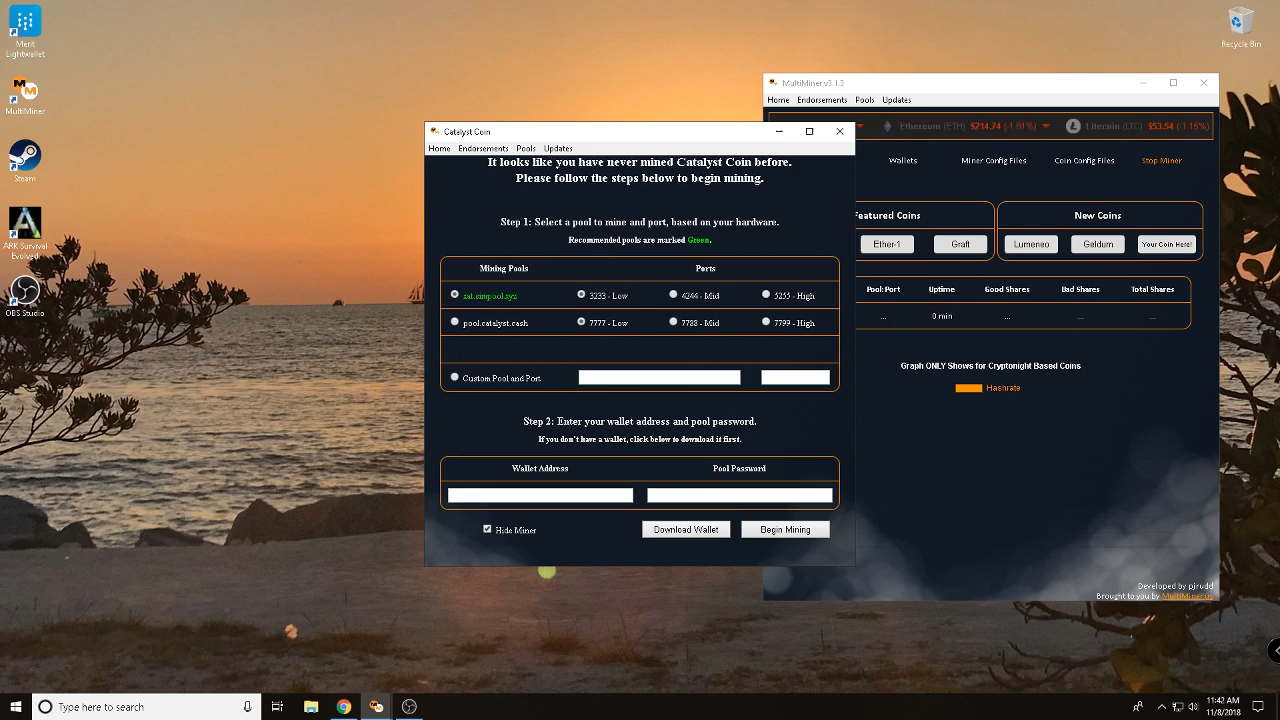 Merit
Lightwallet
MultiMiner
Steam
ARK Survival
Evolved
OBS Studio
Recycle Bin
MultiMiner v3.1.3
Home Endorsements Pools Updates
Ethereum (ETH) $214.74 (-1.81%) Litecoin (LTC) $53.54 (-1.15%)
Wallets Miner Config Files Coin Config Files Stop Miner
Featured Coins New Coins
Ether-1 Graft Lumeneo Geldum Your Coin Here!
Pool:Port Uptime Good Shares Bad Shares Total Shares
... 0 min ... ... ...
Graph ONLY Shows for Cryptonight Based Coins
Hashrate
Developed by pjrudd
Brought to you by MultiMiner.us
Catalyst Coin
Home Endorsements Pools Updates
It looks like you have never mined Catalyst Coin before.
Please follow the steps below to begin mining.
Step 1: Select a pool to mine and port, based on your hardware.
Recommended pools are marked Green.
Mining Pools Ports
xat.simpool.xyz 3233 - Low 4244 - Mid 5255 - High
pool.catalyst.cash 7777 - Low 7788 - Mid 7799 - High
Custom Pool and Port
Step 2: Enter your wallet address and pool password.
If you don't have a wallet, click below to download it first.
Wallet Address Pool Password
Hide Miner Download Wallet Begin Mining
Type here to search
11:42 AM
11/8/2018